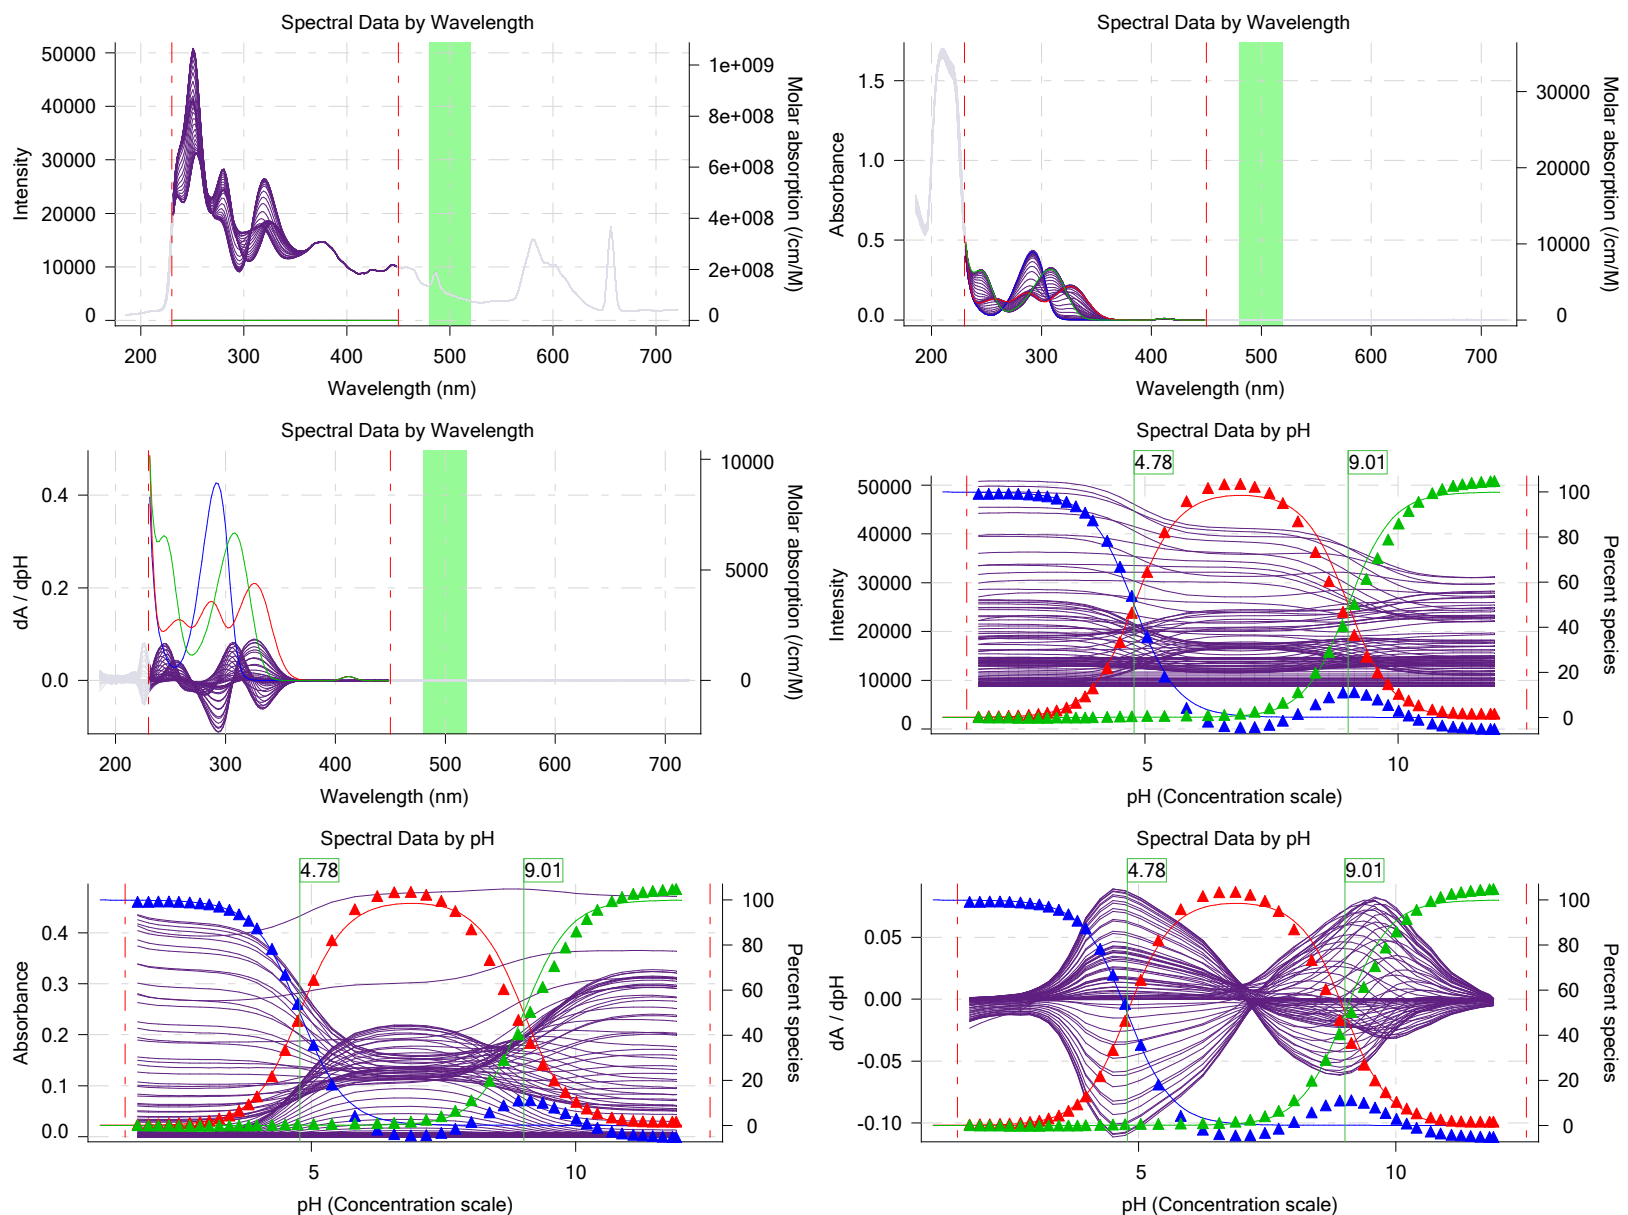 Spectral Data by Wavelength
50000
40000
30000
20000
10000
0
1e+009
8e+008
6e+008
4e+008
2e+008
0
Intensity
Molar absorption (/cm/M)
200 300 400 500 600 700
Wavelength (nm)
Spectral Data by Wavelength
1.5
1.0
0.5
0.0
30000
20000
10000
0
Absorbance
Molar absorption (/cm/M)
200 300 400 500 600 700
Wavelength (nm)
Spectral Data by Wavelength
0.4
0.2
0.0
10000
5000
0
dA / dpH
Molar absorption (/cm/M)
200 300 400 500 600 700
Wavelength (nm)
Spectral Data by pH
4.78 9.01
50000
40000
30000
20000
10000
0
100
80
60
40
20
0
Intensity
Percent species
5 10
pH (Concentration scale)
Spectral Data by pH
4.78 9.01
0.4
0.3
0.2
0.1
0.0
100
80
60
40
20
0
Absorbance
Percent species
5 10
pH (Concentration scale)
Spectral Data by pH
4.78 9.01
0.05
0.00
-0.05
-0.10
100
80
60
40
20
0
dA / dpH
Percent species
5 10
pH (Concentration scale)